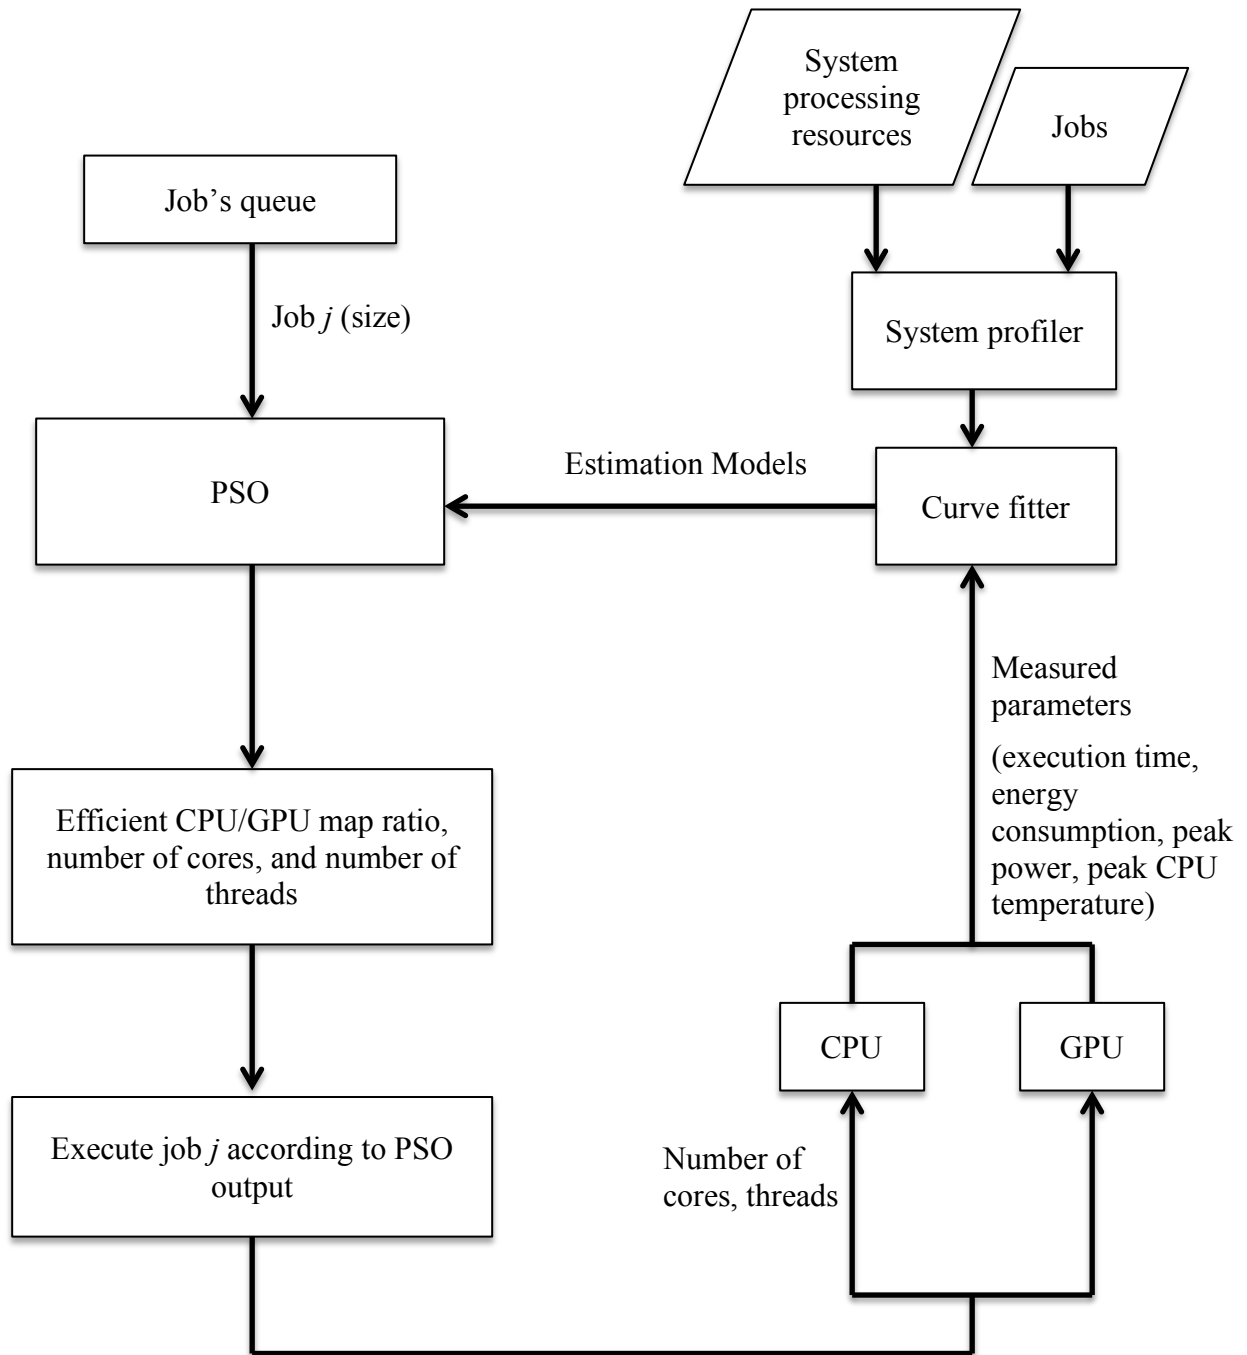 System
processing
resources
Jobs
Job’s queue
Job j (size)
System profiler
PSO
Estimation Models
Curve fitter
Measured
parameters
(execution time,
energy
consumption, peak
power, peak CPU
temperature)
Efficient CPU/GPU map ratio,
number of cores, and number of
threads
CPU
GPU
Execute job j according to PSO
output
Number of
cores, threads